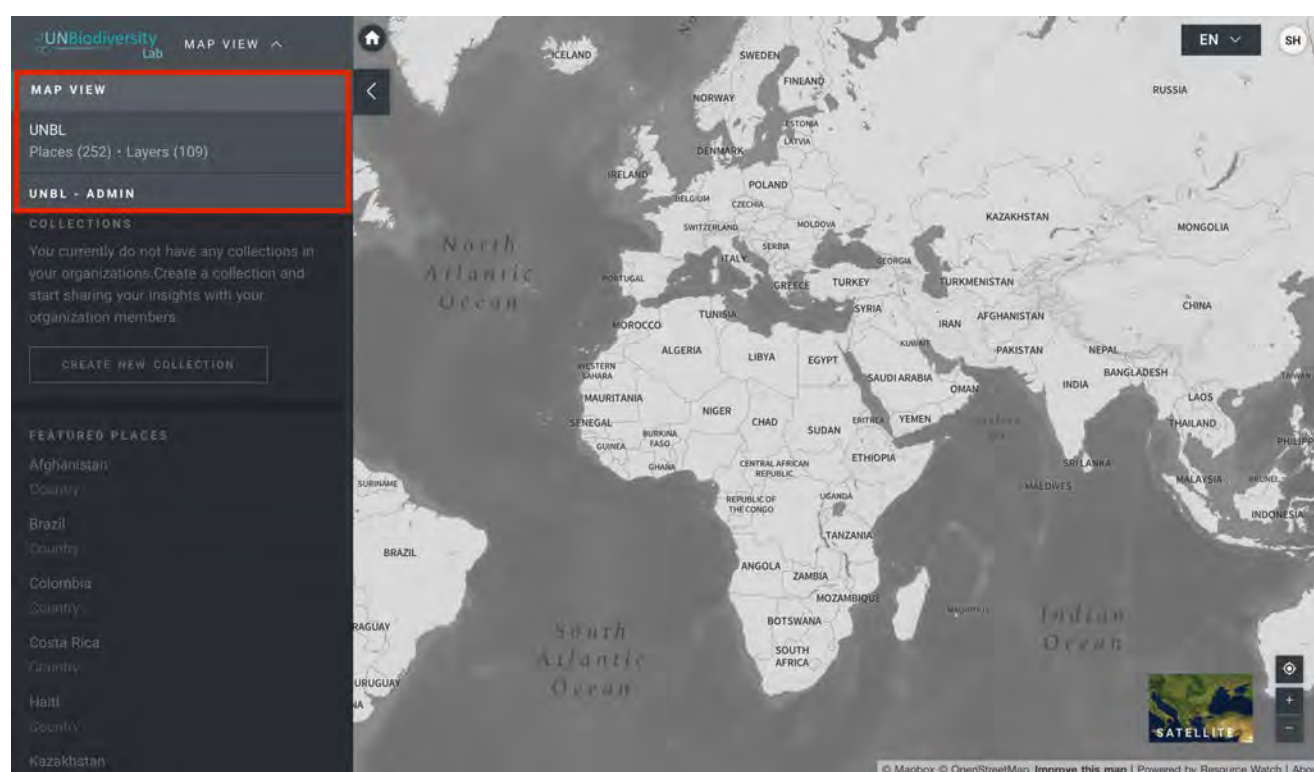 UNBiodiversity
Lab
MAP VIEW
EN
SH
MAP VIEW
UNBL
Places (252) • Layers (109)
UNBL - ADMIN
COLLECTIONS
You currently do not have any collections in
your organizations.Create a collection and
start sharing your insights with your
organization members.
CREATE NEW COLLECTION
FEATURED PLACES
Afghanistan
Country
Brazil
Country
Colombia
Country
Costa Rica
Country
Haiti
Country
Kazakhstan
ICELAND
SWEDEN
FINLAND
NORWAY
RUSSIA
ESTONIA
LATVIA
DENMARK
IRELAND
POLAND
BELGIUM
CZECHIA
KAZAKHSTAN
MONGOLIA
SWITZERLAND
MOLDOVA
SERBIA
ITALY
GEORGIA
North
Atlantic
Ocean
PORTUGAL
GREECE
TURKEY
TURKMENISTAN
SYRIA
CHINA
TUNISIA
IRAN
AFGHANISTAN
MOROCCO
KUWAIT
ALGERIA
LIBYA
EGYPT
PAKISTAN
NEPAL
WESTERN
SAHARA
SAUDI ARABIA
OMAN
INDIA
BANGLADESH
TAIWAN
MAURITANIA
LAOS
NIGER
CHAD
SUDAN
ERITREA
YEMEN
THAILAND
SENEGAL
BURKINA
FASO
GUINEA
GHANA
CENTRAL AFRICAN
REPUBLIC
ETHIOPIA
SRI LANKA
MALDIVES
MALAYSIA
BRUNEI
PHILIPP
SURINAME
REPUBLIC OF
THE CONGO
UGANDA
INDONESIA
TANZANIA
BRAZIL
ANGOLA
ZAMBIA
MOZAMBIQUE
MAURITIUS
BOTSWANA
RAGUAY
South
Atlantic
Ocean
Indian
Ocean
SOUTH
AFRICA
URUGUAY
NA
SATELLITE
© Mapbox © OpenStreetMap Improve this map | Powered by Resource Watch | Abou